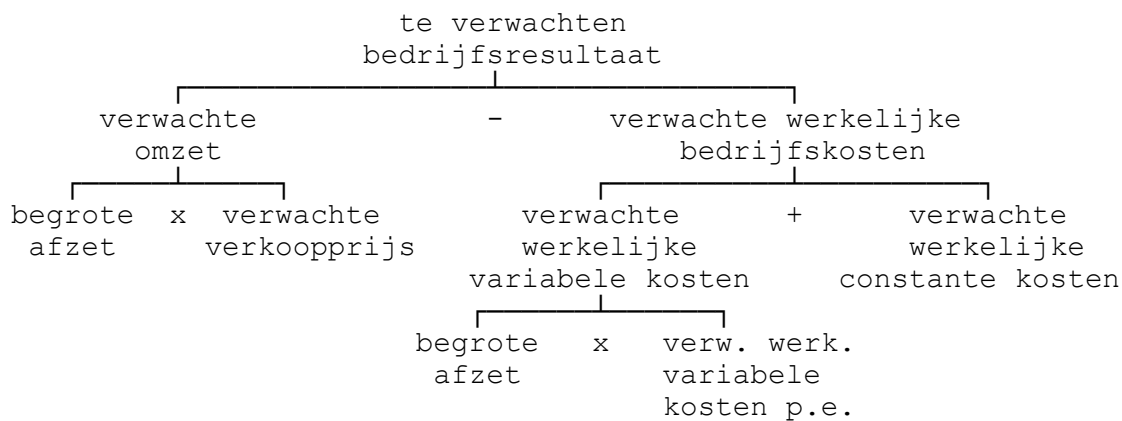 te verwachten
bedrijfsresultaat
verwachte - verwachte werkelijke
omzet bedrijfskosten
begrote x verwachte verwachte + verwachte
afzet verkoopprijs werkelijke werkelijke
variabele kosten constante kosten
begrote x verw. werk.
afzet variabele
kosten p.e.